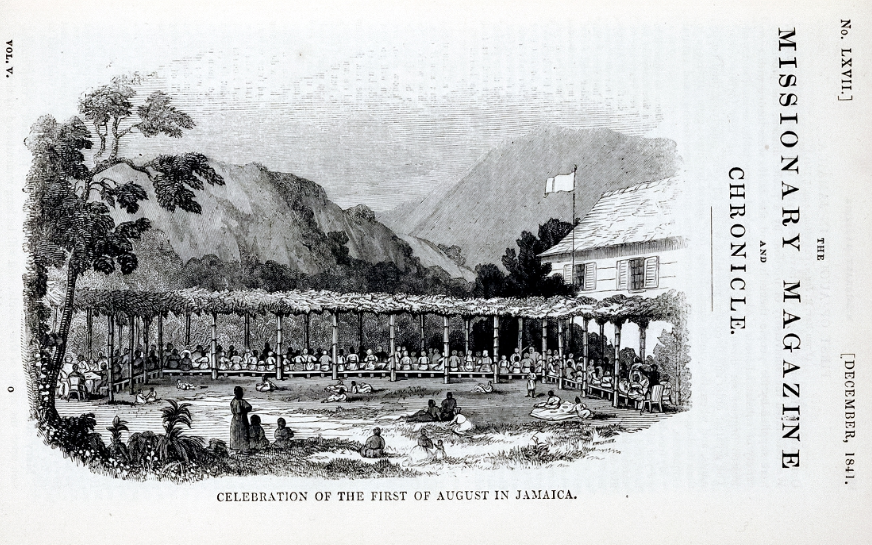 No. LXVII.]
[DECEMBER, 1841.
THE
MISSIONARY MAGAZINE
AND
CHRONICLE.
CELEBRATION OF THE FIRST OF AUGUST IN JAMAICA.
VOL. V.
O